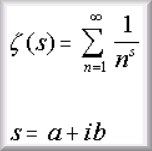 ζ(s) = ∑_{n=1}^{∞} 1/n^s
s = a + ib